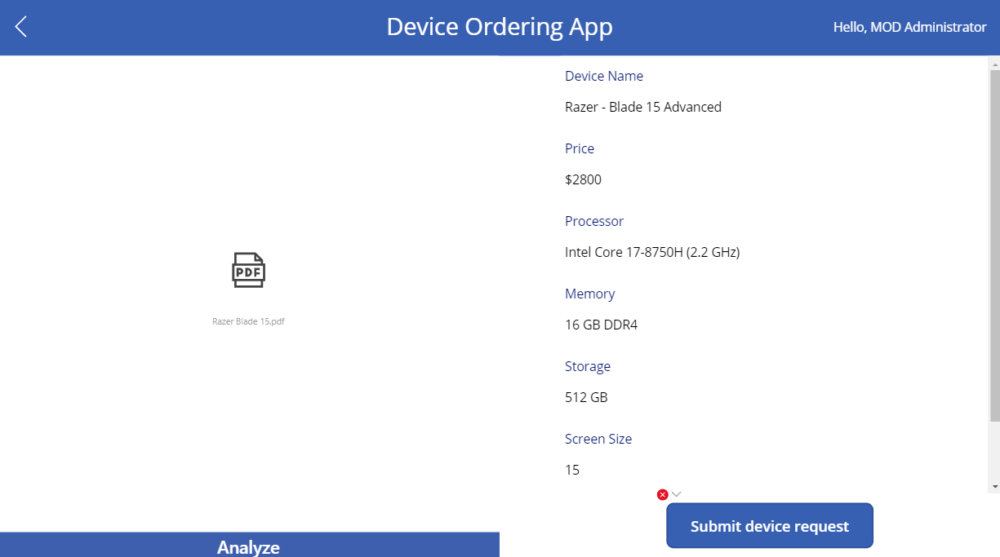 Device Ordering App
Hello, MOD Administrator
Device Name
Razer - Blade 15 Advanced
Price
$2800
Processor
Intel Core 17-8750H (2.2 GHz)
Memory
16 GB DDR4
Storage
512 GB
Screen Size
15
PDF
Razer Blade 15.pdf
Submit device request
Analyze